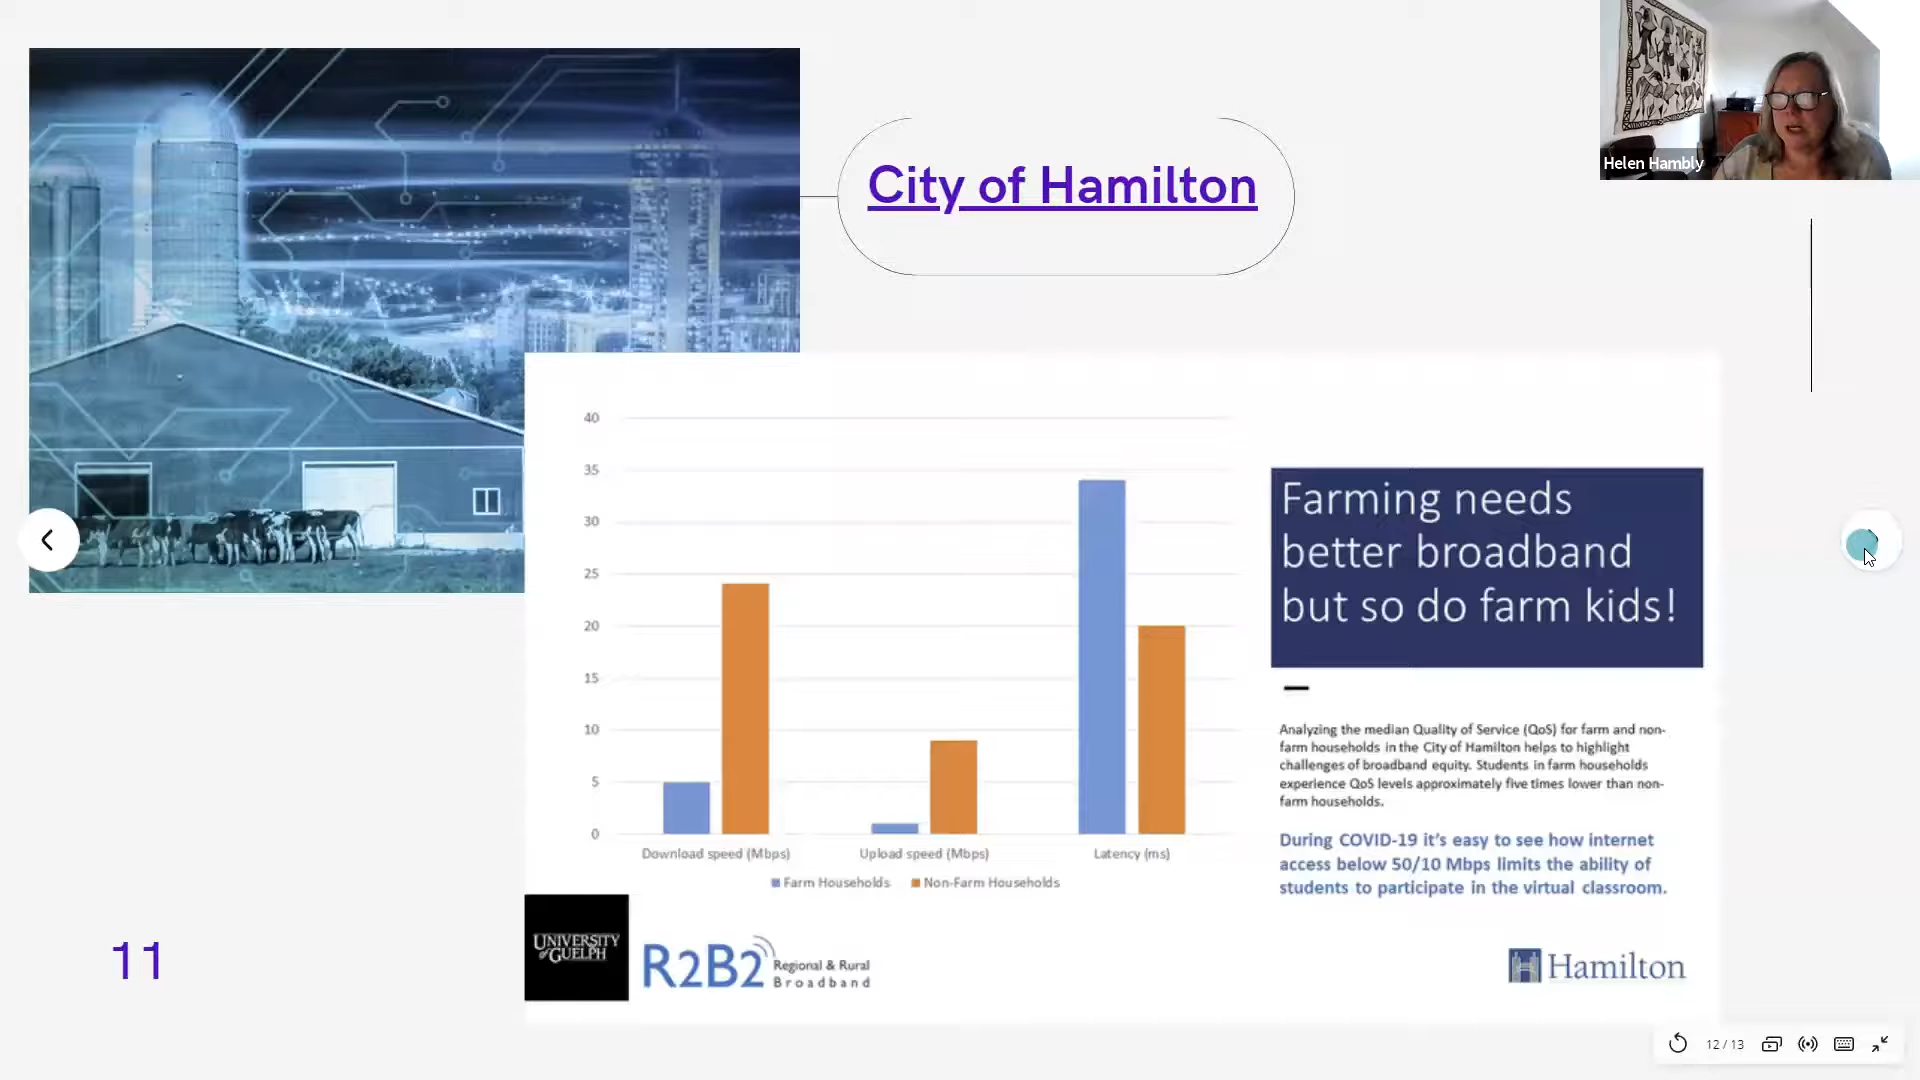 Helen Hambly
City of Hamilton
40
35
30
25
20
15
10
5
0
Download speed (Mbps)
Upload speed (Mbps)
Latency (ms)
Farm Households
Non-Farm Households
Farming needs
better broadband
but so do farm kids!
Analyzing the median Quality of Service (QoS) for farm and non-
farm households in the City of Hamilton helps to highlight
challenges of broadband equity. Students in farm households
experience QoS levels approximately five times lower than non-
farm households.
During COVID-19 it's easy to see how internet
access below 50/10 Mbps limits the ability of
students to participate in the virtual classroom.
UNIVERSITY
of GUELPH
R2B2
Regional & Rural
Broadband
Hamilton
11
12 / 13